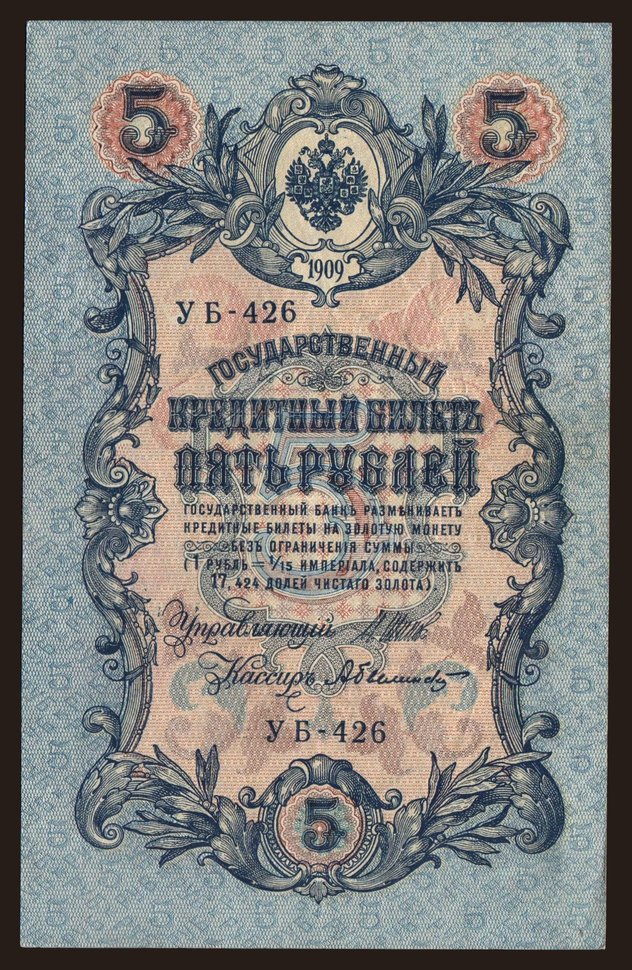 5 5
1909
УБ-426
ГОСУДАРСТВЕННЫЙ
КРЕДИТНЫЙ БИЛЕТЪ
ПЯТЬ РУБЛЕЙ
ГОСУДАРСТВЕННЫЙ БАНКЪ РАЗМѢНИВАЕТЪ
КРЕДИТНЫЕ БИЛЕТЫ НА ЗОЛОТУЮ МОНЕТУ
БЕЗЪ ОГРАНИЧЕНІЯ СУММЫ
(1 РУБЛЬ = 1/15 ИМПЕРІАЛА, СОДЕРЖИТЪ
17,424 ДОЛЕЙ ЧИСТАГО ЗОЛОТА).
Управляющій
Кассиръ
УБ-426
5